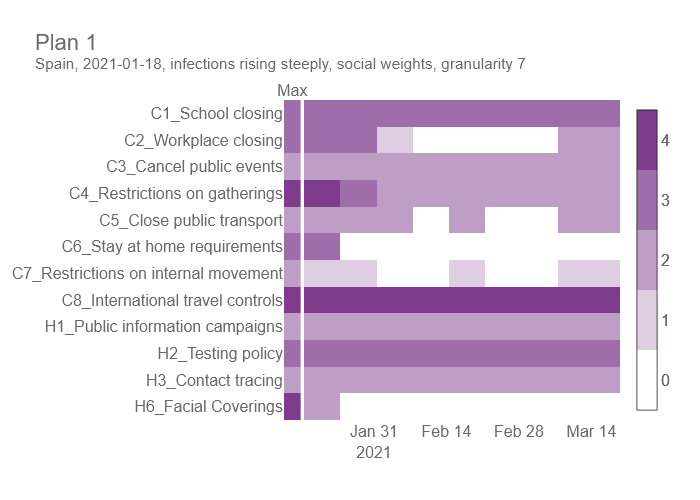 Plan 1
Spain, 2021-01-18, infections rising steeply, social weights, granularity 7
Max
C1_School closing
C2_Workplace closing
C3_Cancel public events
C4_Restrictions on gatherings
C5_Close public transport
C6_Stay at home requirements
C7_Restrictions on internal movement
C8_International travel controls
H1_Public information campaigns
H2_Testing policy
H3_Contact tracing
H6_Facial Coverings
Jan 31 Feb 14 Feb 28 Mar 14
2021
4
3
2
1
0